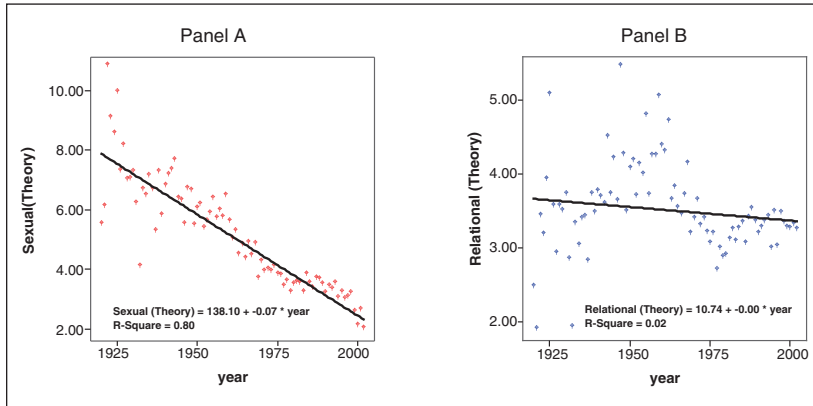 Panel A
Sexual(Theory)
10.00
8.00
6.00
4.00
2.00
Sexual (Theory) = 138.10 + -0.07 * year
R-Square = 0.80
1925
1950
1975
2000
year
Panel B
Relational (Theory)
5.00
4.00
3.00
2.00
Relational (Theory) = 10.74 + -0.00 * year
R-Square = 0.02
1925
1950
1975
2000
year